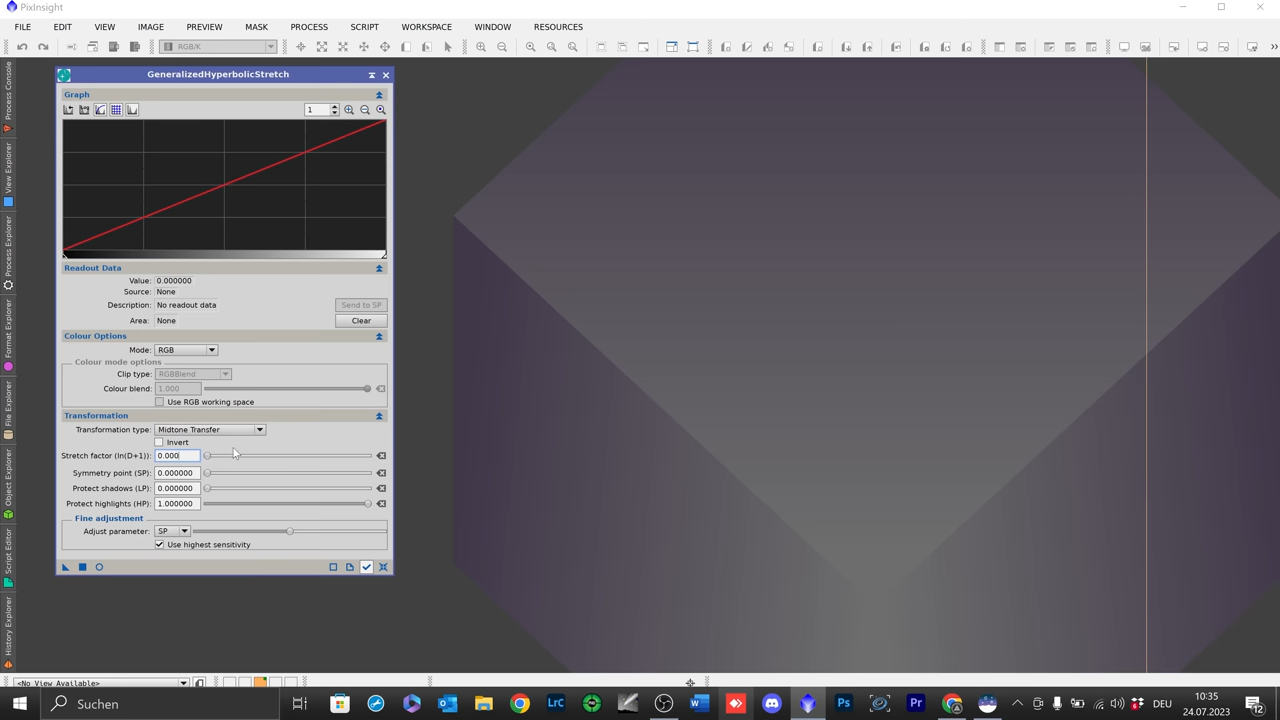 PixInsight
FILE EDIT VIEW IMAGE PREVIEW MASK PROCESS SCRIPT WORKSPACE WINDOW RESOURCES
RGB/K
GeneralizedHyperbolicStretch
Graph
1
Readout Data
Value: 0.000000
Source: None
Description: No readout data Send to SP
Area: None Clear
Colour Options
Mode: RGB
Colour mode options
Clip type: RGBBlend
Colour blend: 1.000
Use RGB working space
Transformation
Transformation type: Midtone Transfer
Invert
Stretch factor (ln(D+1)): 0.000
Symmetry point (SP): 0.000000
Protect shadows (LP): 0.000000
Protect highlights (HP): 1.000000
Fine adjustment
Adjust parameter: SP
Use highest sensitivity
Process Console
View Explorer
Process Explorer
Format Explorer
File Explorer
Object Explorer
Script Editor
History Explorer
<No View Available>
Suchen
LrC
Ps
Pr
DEU
10:35
24.07.2023
12